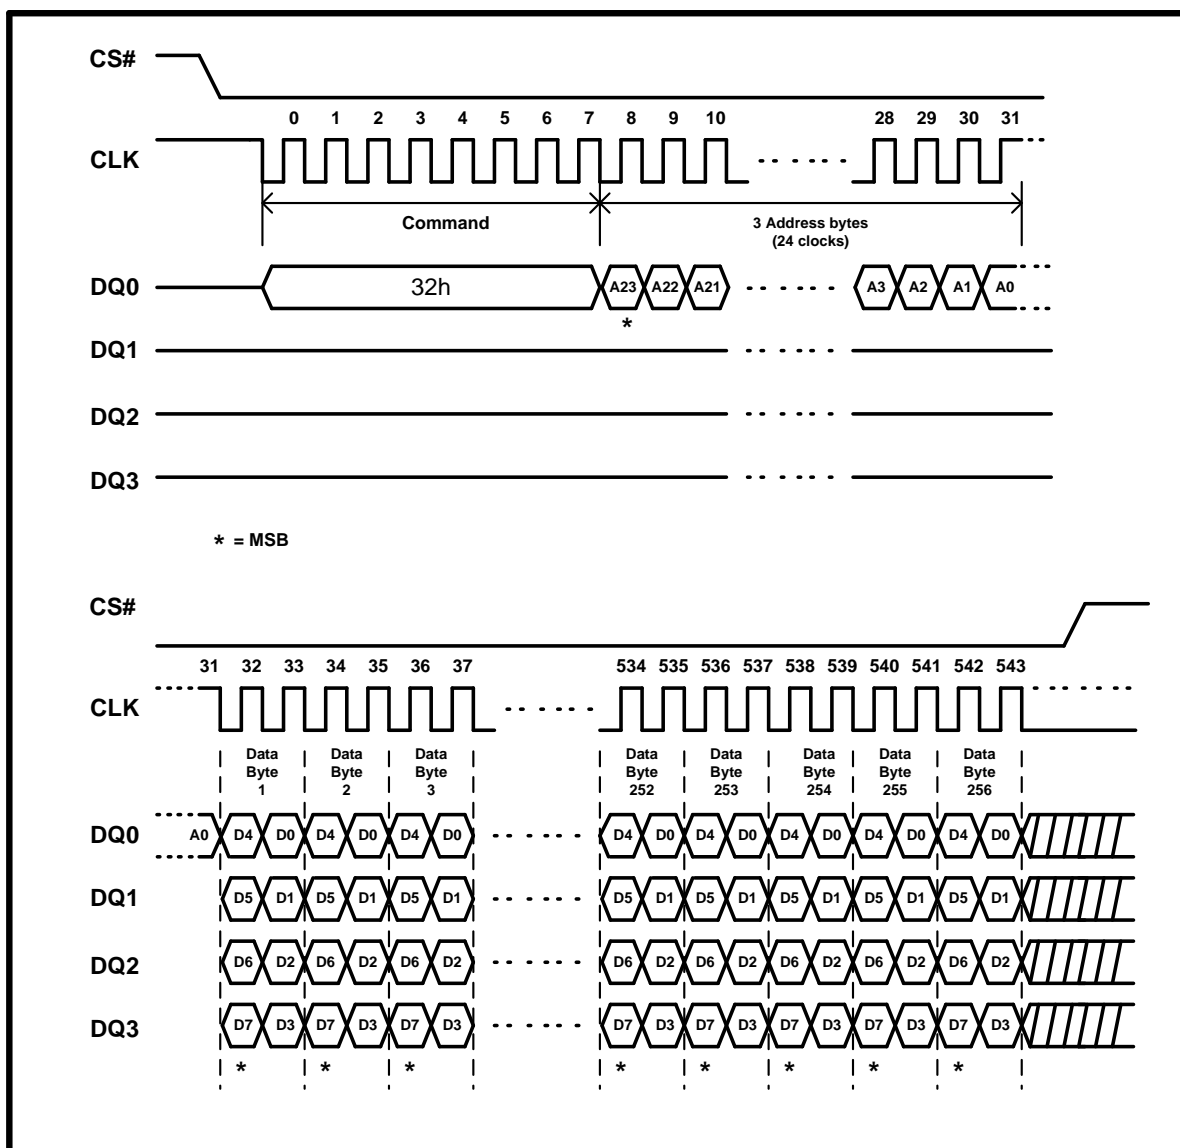 CS#
0 1 2 3 4 5 6 7 8 9 10 28 29 30 31
CLK
Command
3 Address bytes
(24 clocks)
DQ0 32h A23 A22 A21 A3 A2 A1 A0
*
DQ1
DQ2
DQ3
* = MSB
CS#
31 32 33 34 35 36 37 534 535 536 537 538 539 540 541 542 543
CLK
Data Data Data Data Data Data Data Data
Byte Byte Byte Byte Byte Byte Byte Byte
1 2 3 252 253 254 255 256
DQ0 A0 D4 D0 D4 D0 D4 D0 D4 D0 D4 D0 D4 D0 D4 D0 D4 D0
DQ1 D5 D1 D5 D1 D5 D1 D5 D1 D5 D1 D5 D1 D5 D1 D5 D1
DQ2 D6 D2 D6 D2 D6 D2 D6 D2 D6 D2 D6 D2 D6 D2 D6 D2
DQ3 D7 D3 D7 D3 D7 D3 D7 D3 D7 D3 D7 D3 D7 D3 D7 D3
* * * * * * * *